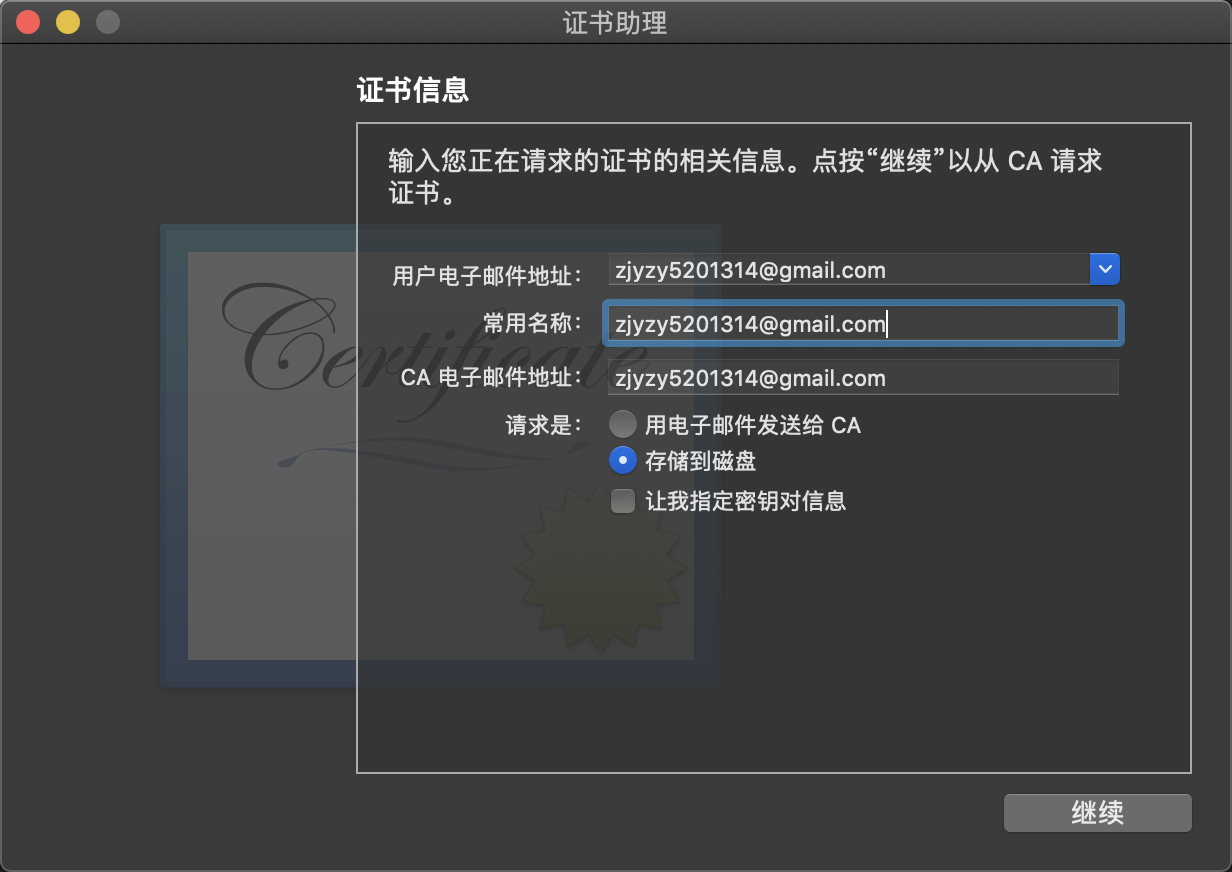 证书助理
证书信息
输入您正在请求的证书的相关信息。点按“继续”以从 CA 请求
证书。
Certificate
用户电子邮件地址： zjyzy5201314@gmail.com
常用名称： zjyzy5201314@gmail.com
CA 电子邮件地址： zjyzy5201314@gmail.com
请求是： 用电子邮件发送给 CA
存储到磁盘
让我指定密钥对信息
继续